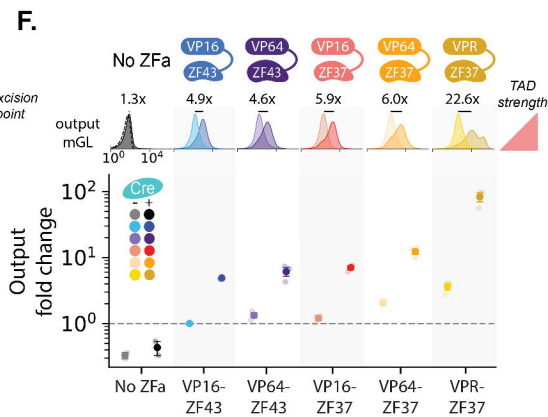 F.
No ZFa
VP16
ZF43
VP64
ZF43
VP16
ZF37
VP64
ZF37
VPR
ZF37
xcision
point
1.3x
4.9x
4.6x
5.9x
6.0x
22.6x
TAD
strength
output
mGL
10⁰ 10⁴
Cre
- +
Output
fold change
10²
10¹
10⁰
No ZFa
VP16-
ZF43
VP64-
ZF43
VP16-
ZF37
VP64-
ZF37
VPR-
ZF37